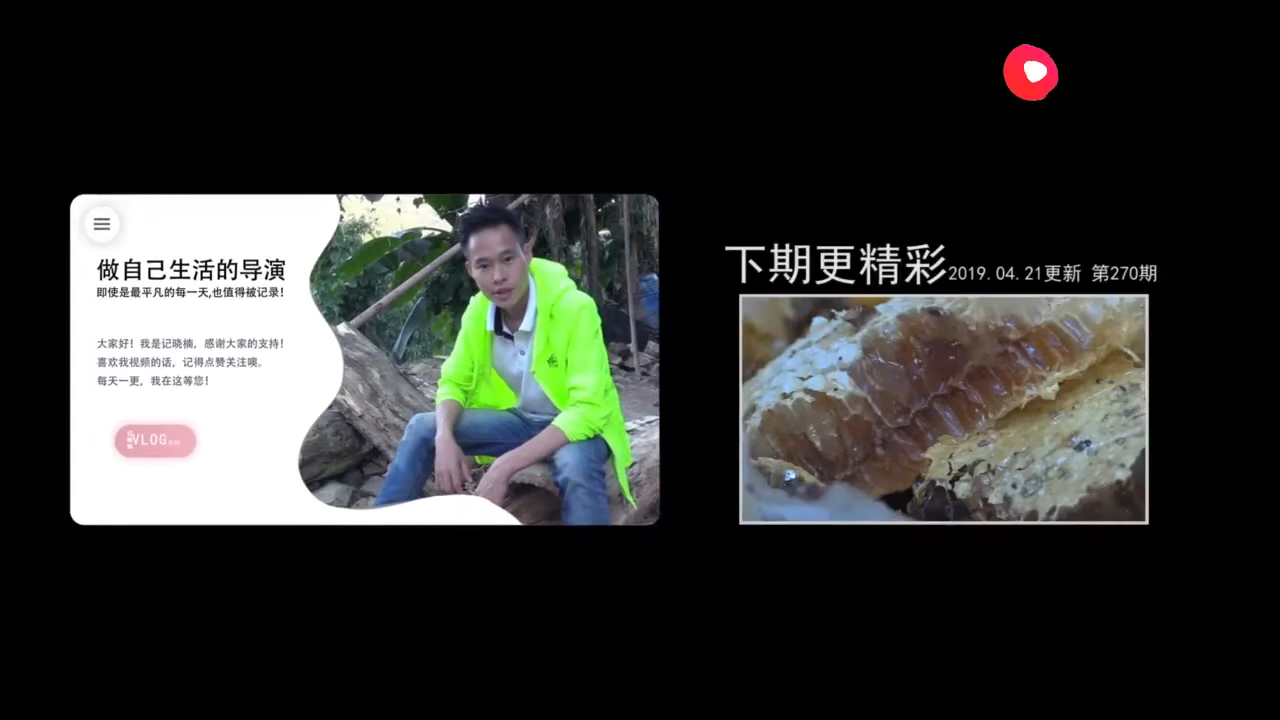 做自己生活的导演
即使是最平凡的每一天,也值得被记录!
大家好! 我是记晓楠, 感谢大家的支持!
喜欢我视频的话, 记得点赞关注噢。
每天一更, 我在这等您!
VLOG
下期更精彩2019.04.21更新 第270期